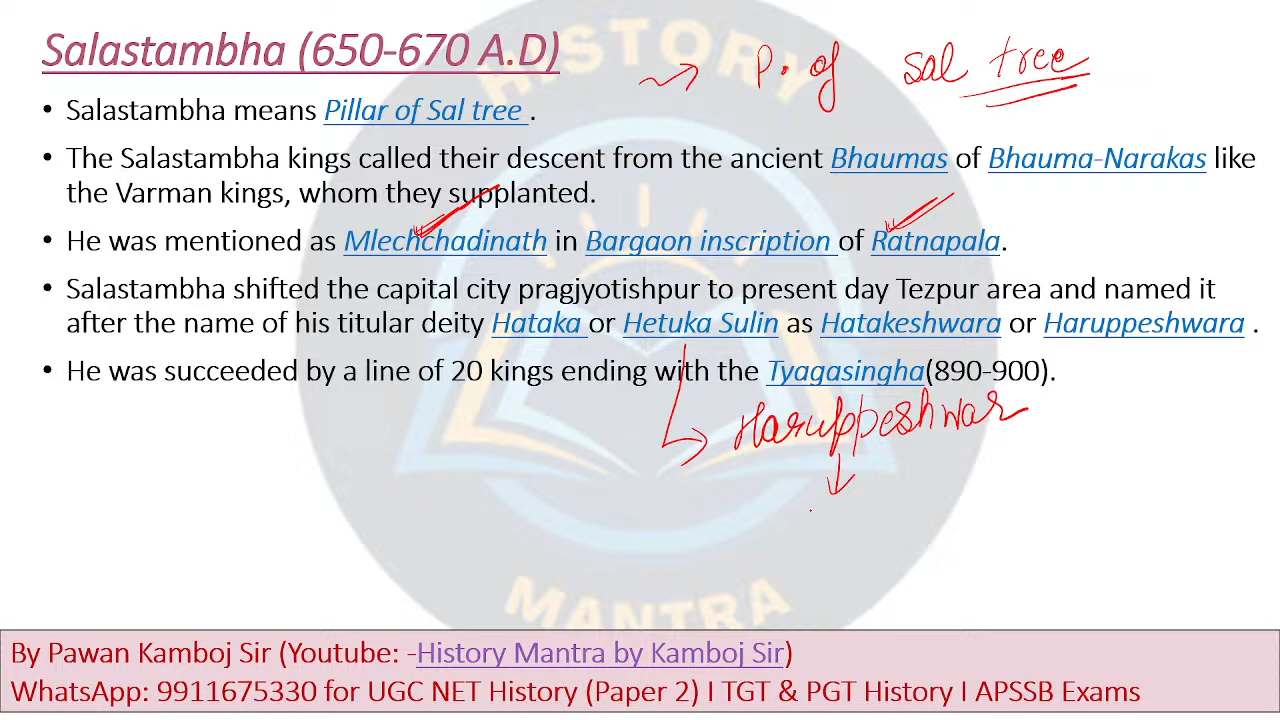 Salastambha (650-670 A.D)
P. of sal tree
• Salastambha means Pillar of Sal tree .
• The Salastambha kings called their descent from the ancient Bhaumas of Bhauma-Narakas like
the Varman kings, whom they supplanted.
• He was mentioned as Mlechchadinath in Bargaon inscription of Ratnapala.
• Salastambha shifted the capital city pragjyotishpur to present day Tezpur area and named it
after the name of his titular deity Hataka or Hetuka Sulin as Hatakeshwara or Haruppeshwara .
• He was succeeded by a line of 20 kings ending with the Tyagasingha(890-900).
Haruppeshwar
HISTORY
MANTRA
By Pawan Kamboj Sir (Youtube: -History Mantra by Kamboj Sir)
WhatsApp: 9911675330 for UGC NET History (Paper 2) I TGT & PGT History I APSSB Exams